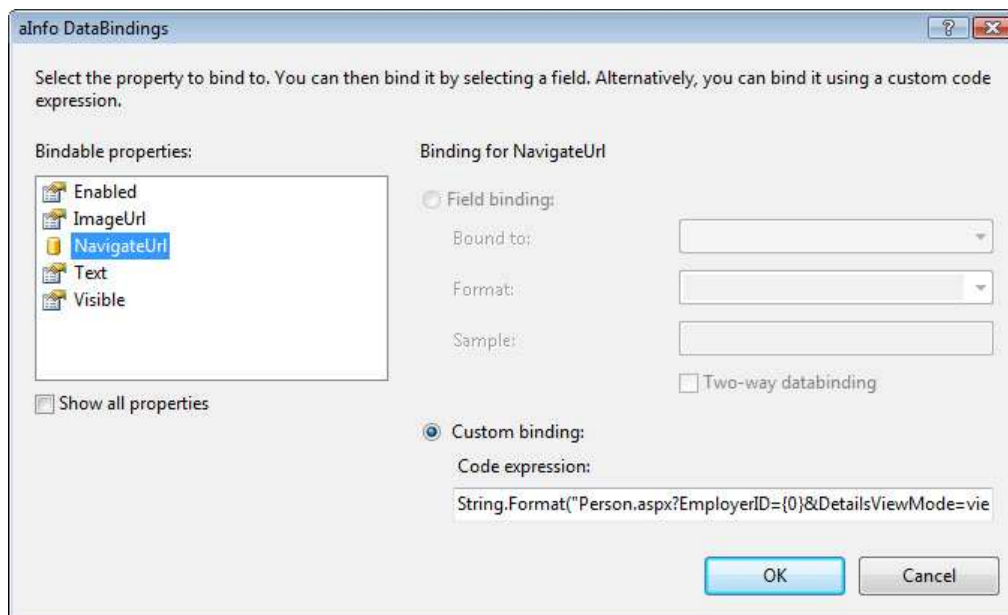 aInfo DataBindings
Select the property to bind to. You can then bind it by selecting a field. Alternatively, you can bind it using a custom code
expression.
Bindable properties:
Enabled
ImageUrl
NavigateUrl
Text
Visible
Show all properties
Binding for NavigateUrl
Field binding:
Bound to:
Format:
Sample:
Two-way databinding
Custom binding:
Code expression:
String.Format("Person.aspx?EmployerID={0}&DetailsViewMode=vie
OK
Cancel